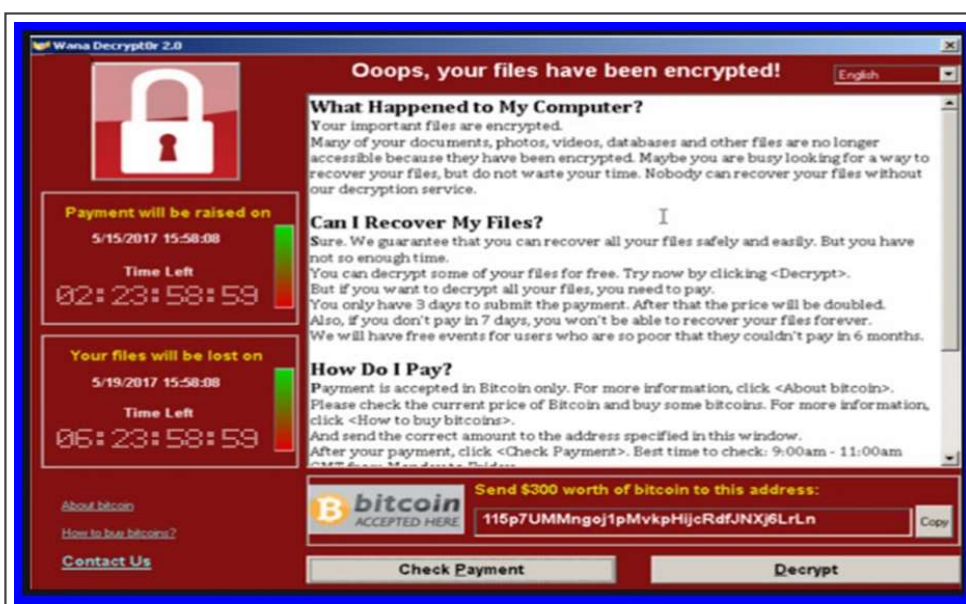 Wana Decrypt0r 2.0
Ooops, your files have been encrypted!
English
What Happened to My Computer?
Your important files are encrypted.
Many of your documents, photos, videos, databases and other files are no longer
accessible because they have been encrypted. Maybe you are busy looking for a way to
recover your files, but do not waste your time. Nobody can recover your files without
our decryption service.
Can I Recover My Files?
Sure. We guarantee that you can recover all your files safely and easily. But you have
not so enough time.
You can decrypt some of your files for free. Try now by clicking <Decrypt>.
But if you want to decrypt all your files, you need to pay.
You only have 3 days to submit the payment. After that the price will be doubled.
Also, if you don't pay in 7 days, you won't be able to recover your files forever.
We will have free events for users who are so poor that they couldn't pay in 6 months.
How Do I Pay?
Payment is accepted in Bitcoin only. For more information, click <About bitcoin>.
Please check the current price of Bitcoin and buy some bitcoins. For more information,
click <How to buy bitcoins>.
And send the correct amount to the address specified in this window.
After your payment, click <Check Payment>. Best time to check: 9:00am - 11:00am
GMT from Monday to Friday
Payment will be raised on
5/15/2017 15:58:08
Time Left
02:23:58:59
Your files will be lost on
5/19/2017 15:58:08
Time Left
06:23:58:59
About bitcoin
How to buy bitcoins?
Contact Us
bitcoin
ACCEPTED HERE
Send $300 worth of bitcoin to this address:
115p7UMMngoj1pMvkpHijcRdfJNXj6LrLn
Copy
Check Payment
Decrypt